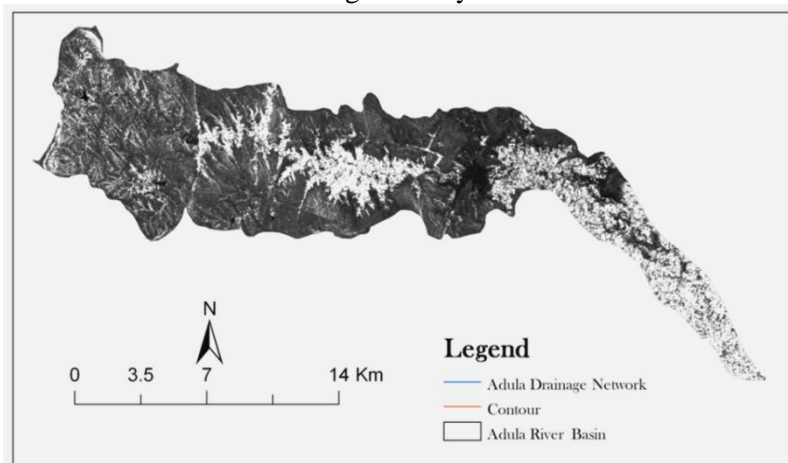 N
0 3.5 7 14 Km
Legend
Adula Drainage Network
Contour
Adula River Basin